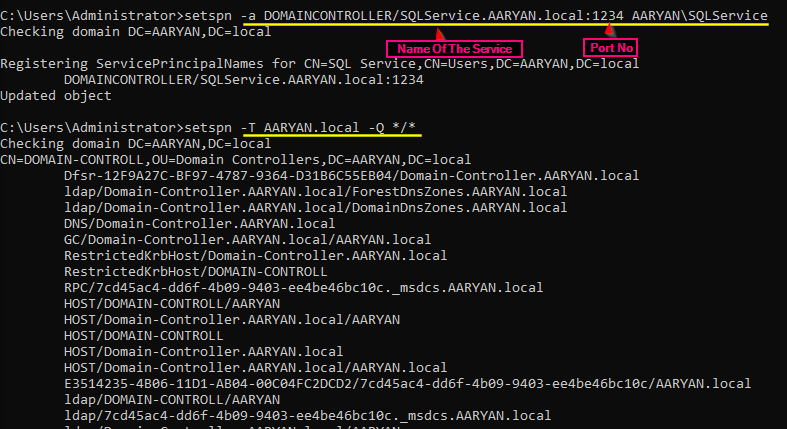 C:\Users\Administrator>setspn -a DOMAINCONTROLLER/SQLService.AARYAN.local:1234 AARYAN\SQLService
Checking domain DC=AARYAN,DC=local
Name Of The Service
Port No
Registering ServicePrincipalNames for CN=SQL Service,CN=Users,DC=AARYAN,DC=local
DOMAINCONTROLLER/SQLService.AARYAN.local:1234
Updated object
C:\Users\Administrator>setspn -T AARYAN.local -Q */*
Checking domain DC=AARYAN,DC=local
CN=DOMAIN-CONTROLL,OU=Domain Controllers,DC=AARYAN,DC=local
Dfsr-12F9A27C-BF97-4787-9364-D31B6C55EB04/Domain-Controller.AARYAN.local
ldap/Domain-Controller.AARYAN.local/ForestDnsZones.AARYAN.local
ldap/Domain-Controller.AARYAN.local/DomainDnsZones.AARYAN.local
DNS/Domain-Controller.AARYAN.local
GC/Domain-Controller.AARYAN.local/AARYAN.local
RestrictedKrbHost/Domain-Controller.AARYAN.local
RestrictedKrbHost/DOMAIN-CONTROLL
RPC/7cd45ac4-dd6f-4b09-9403-ee4be46bc10c._msdcs.AARYAN.local
HOST/DOMAIN-CONTROLL/AARYAN
HOST/Domain-Controller.AARYAN.local/AARYAN
HOST/DOMAIN-CONTROLL
HOST/Domain-Controller.AARYAN.local
HOST/Domain-Controller.AARYAN.local/AARYAN.local
E3514235-4B06-11D1-AB04-00C04FC2DCD2/7cd45ac4-dd6f-4b09-9403-ee4be46bc10c/AARYAN.local
ldap/DOMAIN-CONTROLL/AARYAN
ldap/7cd45ac4-dd6f-4b09-9403-ee4be46bc10c._msdcs.AARYAN.local